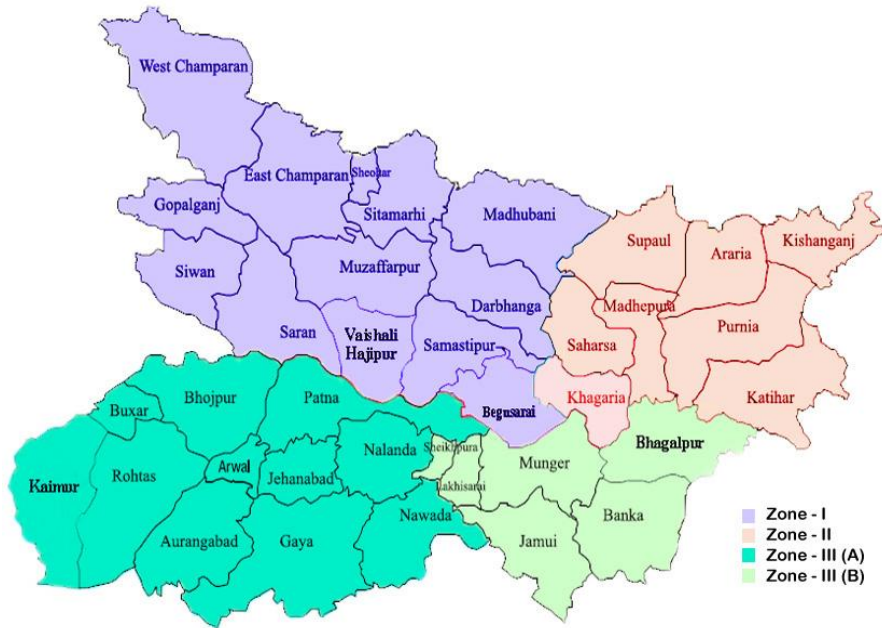 West Champaran
East Champaran
Sheohar
Sitamarhi
Madhubani
Gopalganj
Siwan
Muzaffarpur
Darbhanga
Saran
Vaishali
Hajipur
Samastipur
Begusarai
Supaul
Araria
Kishanganj
Madhepura
Purnia
Saharsa
Khagaria
Katihar
Buxar
Bhojpur
Patna
Kaimur
Rohtas
Arwal
Jehanabad
Nalanda
Aurangabad
Gaya
Nawada
Sheikhpura
Lakhisarai
Munger
Bhagalpur
Jamui
Banka
Zone - I
Zone - II
Zone - III (A)
Zone - III (B)